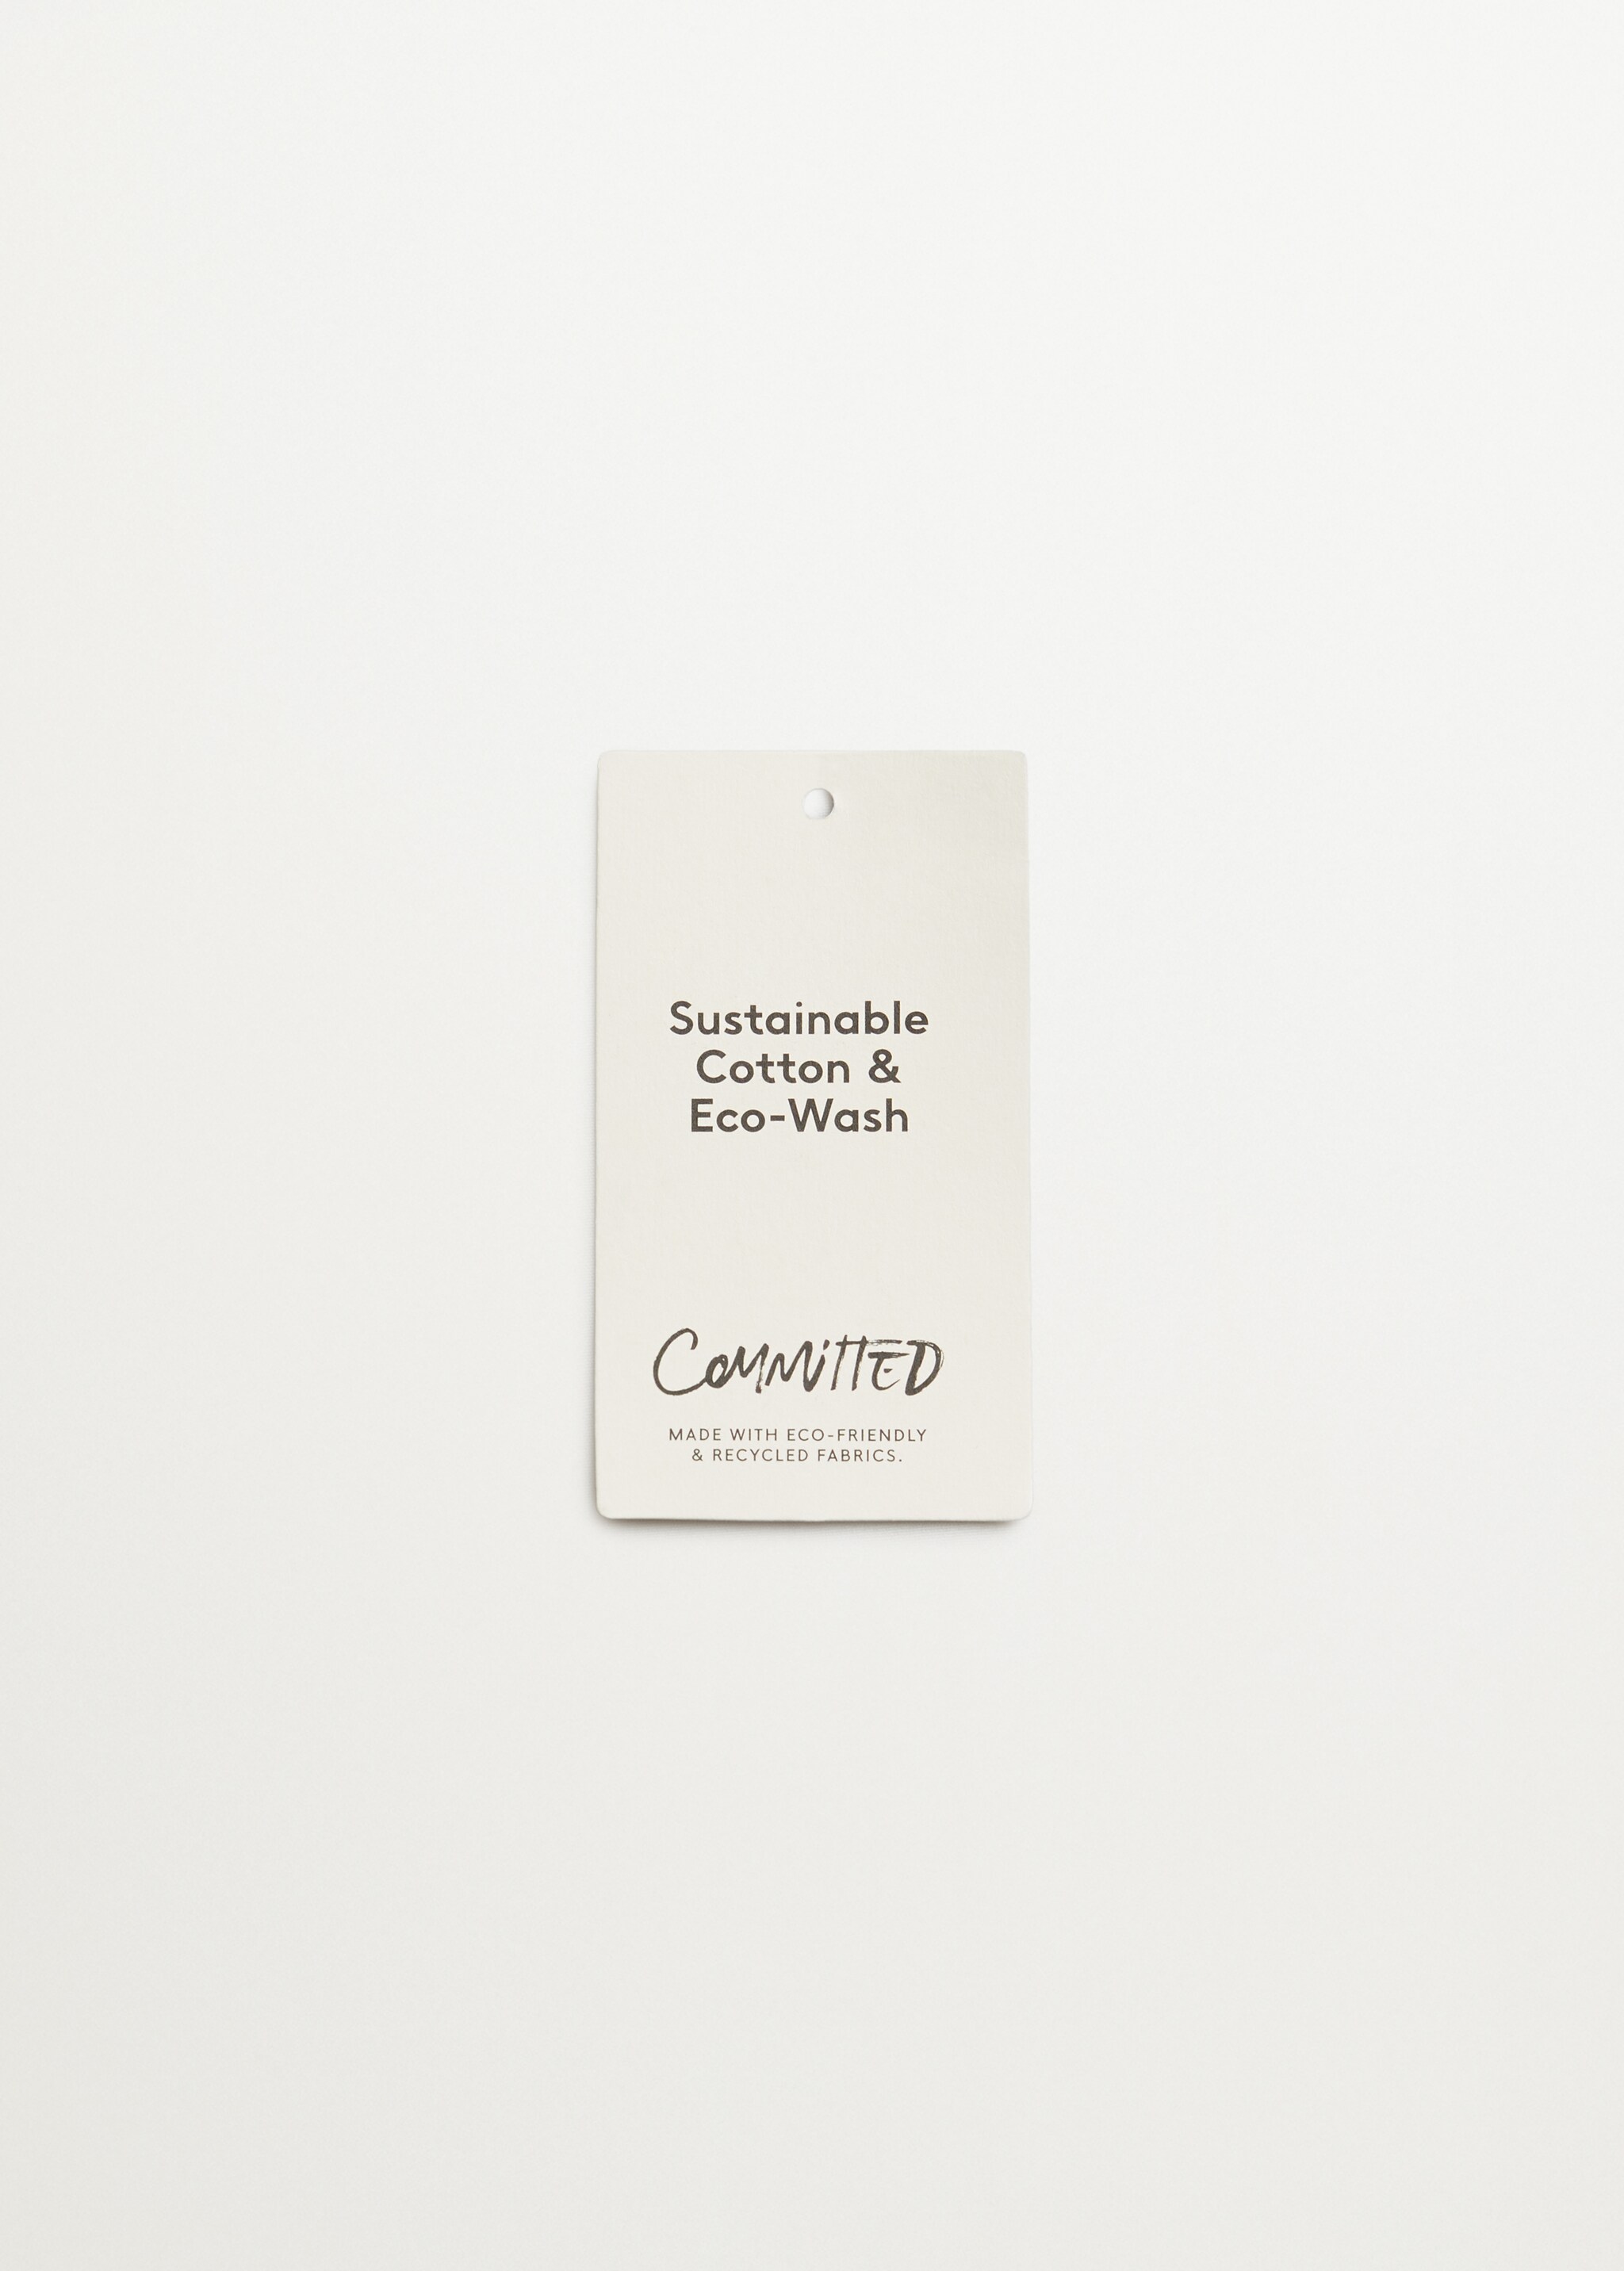 Sustainable
Cotton &
Eco-Wash
COMMITTED
MADE WITH ECO-FRIENDLY
& RECYCLED FABRICS.